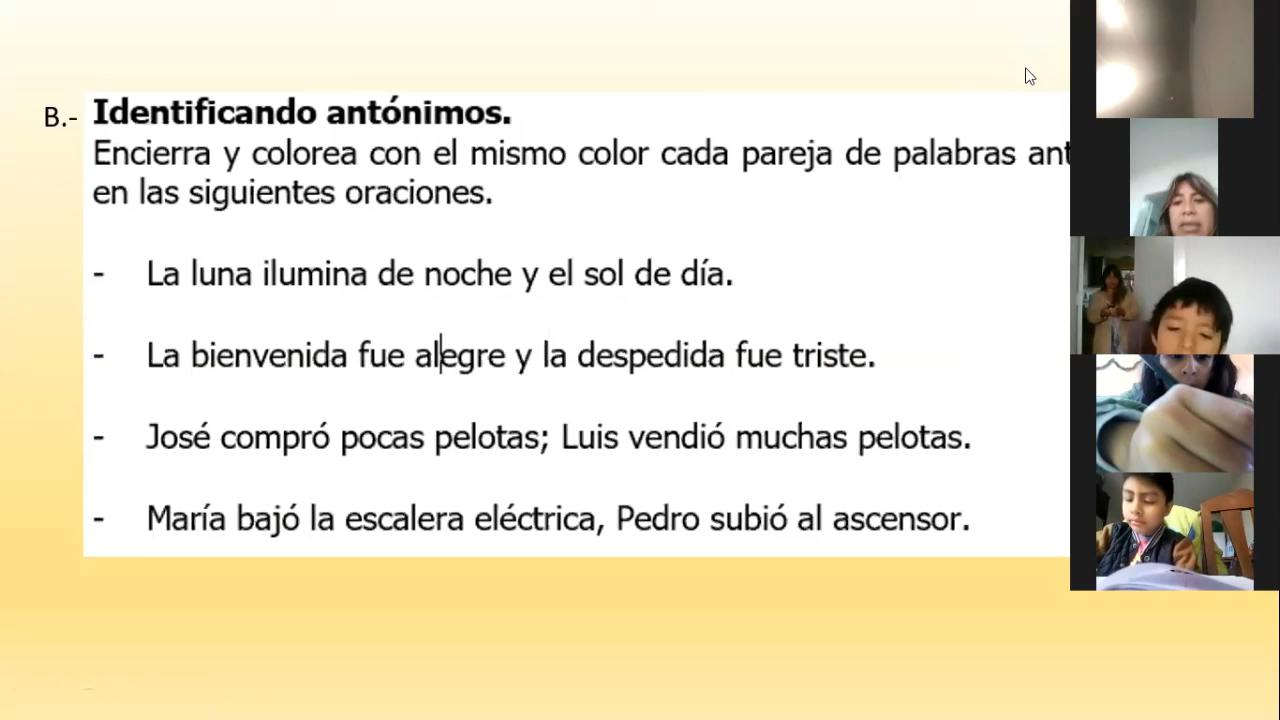 B.- Identificando antónimos.
Encierra y colorea con el mismo color cada pareja de palabras
en las siguientes oraciones.
- La luna ilumina de noche y el sol de día.
- La bienvenida fue alegre y la despedida fue triste.
- José compró pocas pelotas; Luis vendió muchas pelotas.
- María bajó la escalera eléctrica, Pedro subió al ascensor.